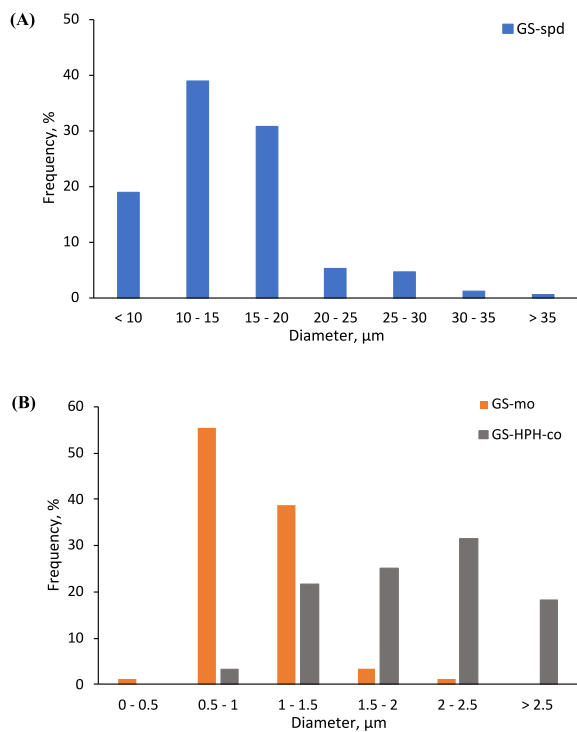 (A)
GS-spd
Frequency, %
50
40
30
20
10
0
< 10
10 - 15
15 - 20
20 - 25
25 - 30
30 - 35
> 35
Diameter, µm
(B)
GS-mo
GS-HPH-co
Frequency, %
60
50
40
30
20
10
0
0 - 0.5
0.5 - 1
1 - 1.5
1.5 - 2
2 - 2.5
> 2.5
Diameter, µm